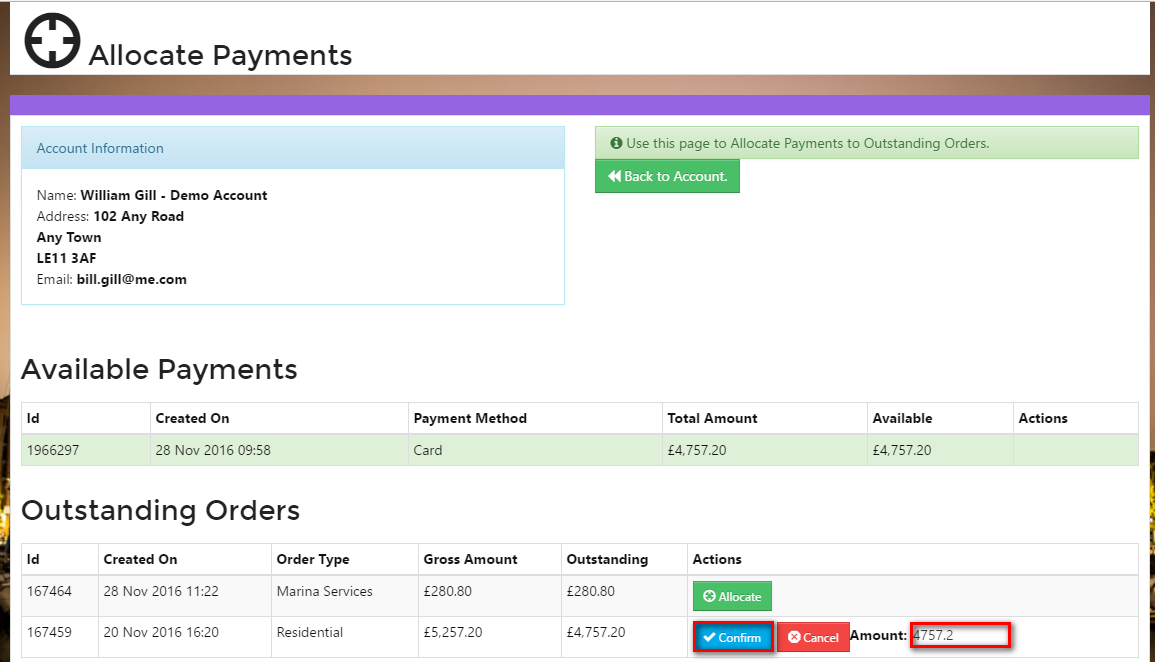 Allocate Payments
Account Information
Name: William Gill - Demo Account
Address: 102 Any Road
Any Town
LE11 3AF
Email: bill.gill@me.com
Use this page to Allocate Payments to Outstanding Orders.
Back to Account.
Available Payments
Id Created On Payment Method Total Amount Available Actions
1966297 28 Nov 2016 09:58 Card £4,757.20 £4,757.20
Outstanding Orders
Id Created On Order Type Gross Amount Outstanding Actions
167464 28 Nov 2016 11:22 Marina Services £280.80 £280.80 Allocate
167459 20 Nov 2016 16:20 Residential £5,257.20 £4,757.20 Confirm Cancel Amount: 4757.2